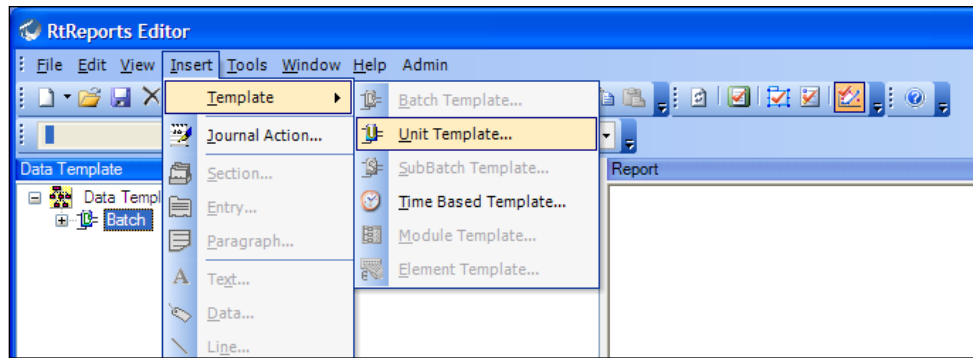 RtReports Editor
File Edit View Insert Tools Window Help Admin
Template
Batch Template...
Journal Action...
Unit Template...
Data Template
Report
Section...
SubBatch Template...
Data Templ
Entry...
Time Based Template...
Batch
Paragraph...
Module Template...
Text...
Element Template...
Data...
Line...